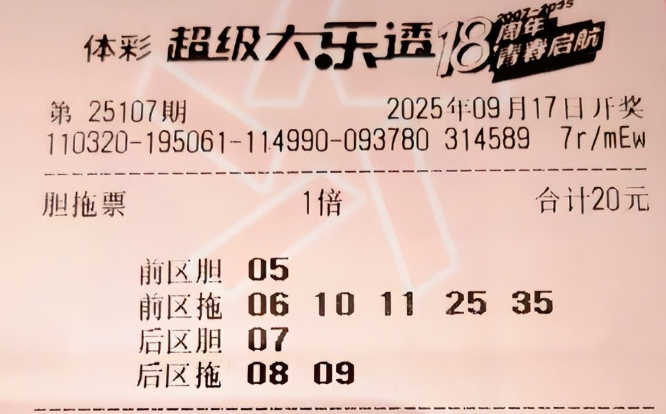 体彩 超级大乐透 18 2007-2025 周年 青春启航
第 25107期 2025年09月17日开奖
110320-195061-114990-093780 314589 7r/mEw
胆拖票 1倍 合计20元
前区胆 05
前区拖 06 10 11 25 35
后区胆 07
后区拖 08 09